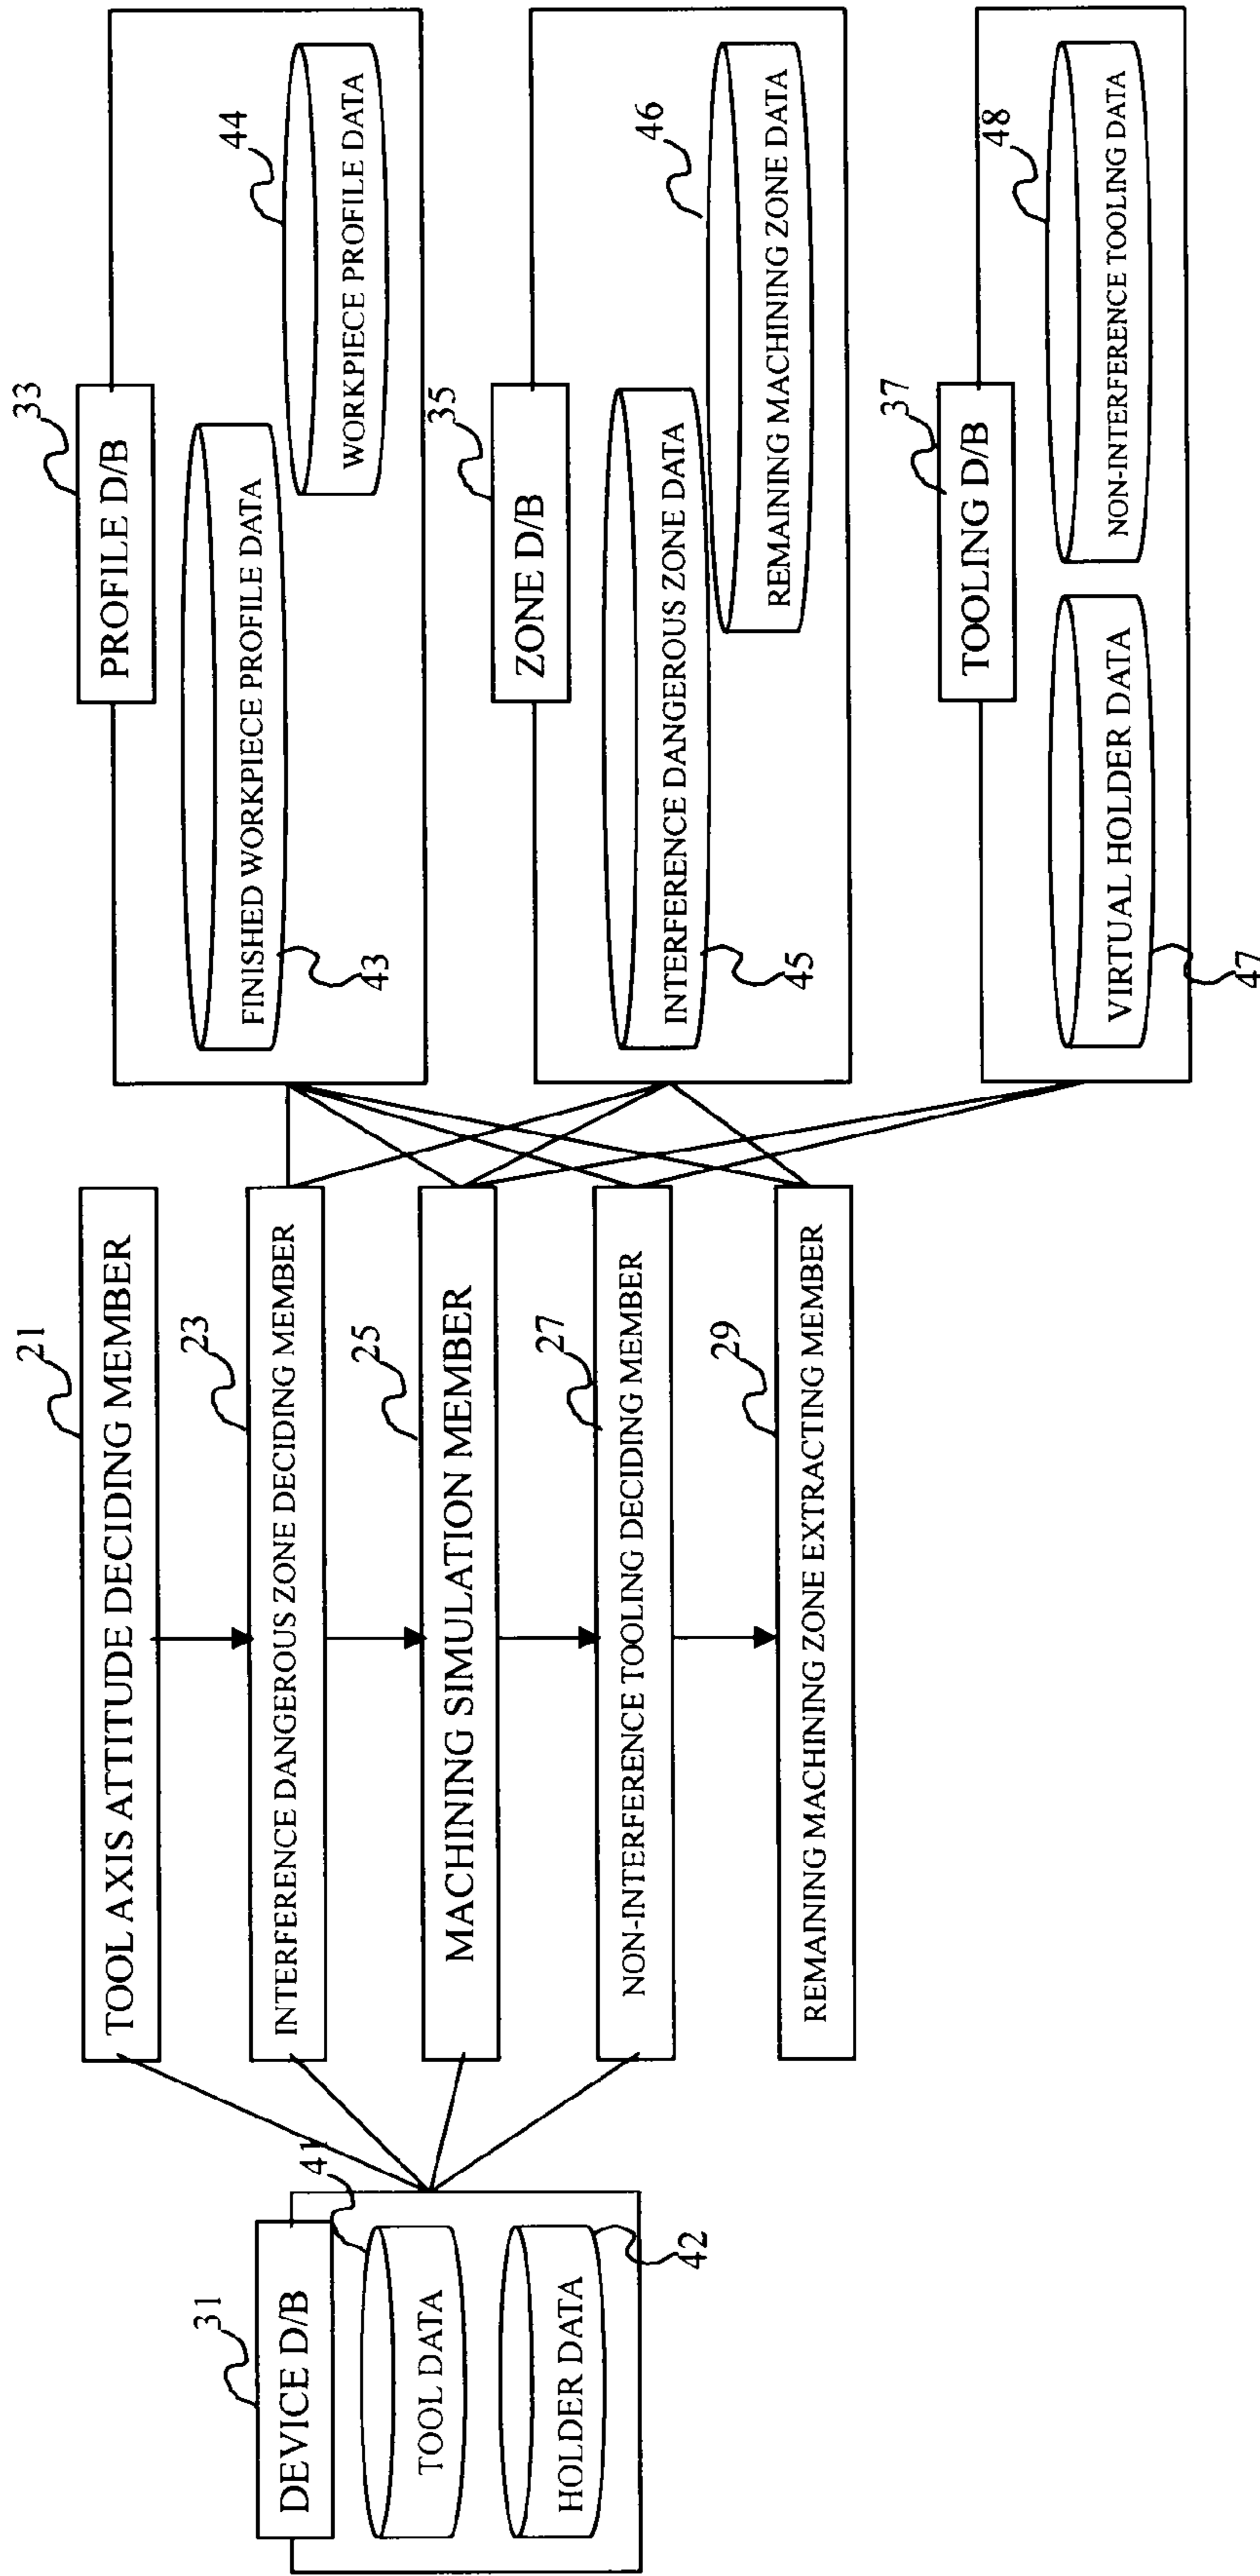 31
DEVICE D/B
41
TOOL DATA
HOLDER DATA
42
21
TOOL AXIS ATTITUDE DECIDING MEMBER
23
INTERFERENCE DANGEROUS ZONE DECIDING MEMBER
25
MACHINING SIMULATION MEMBER
27
NON-INTERFERENCE TOOLING DECIDING MEMBER
29
REMAINING MACHINING ZONE EXTRACTING MEMBER
33
PROFILE D/B
FINISHED WORKPIECE PROFILE DATA
43
44
WORKPIECE PROFILE DATA
35
ZONE D/B
INTERFERENCE DANGEROUS ZONE DATA
45
46
REMAINING MACHINING ZONE DATA
37
TOOLING D/B
VIRTUAL HOLDER DATA
47
48
NON-INTERFERENCE TOOLING DATA